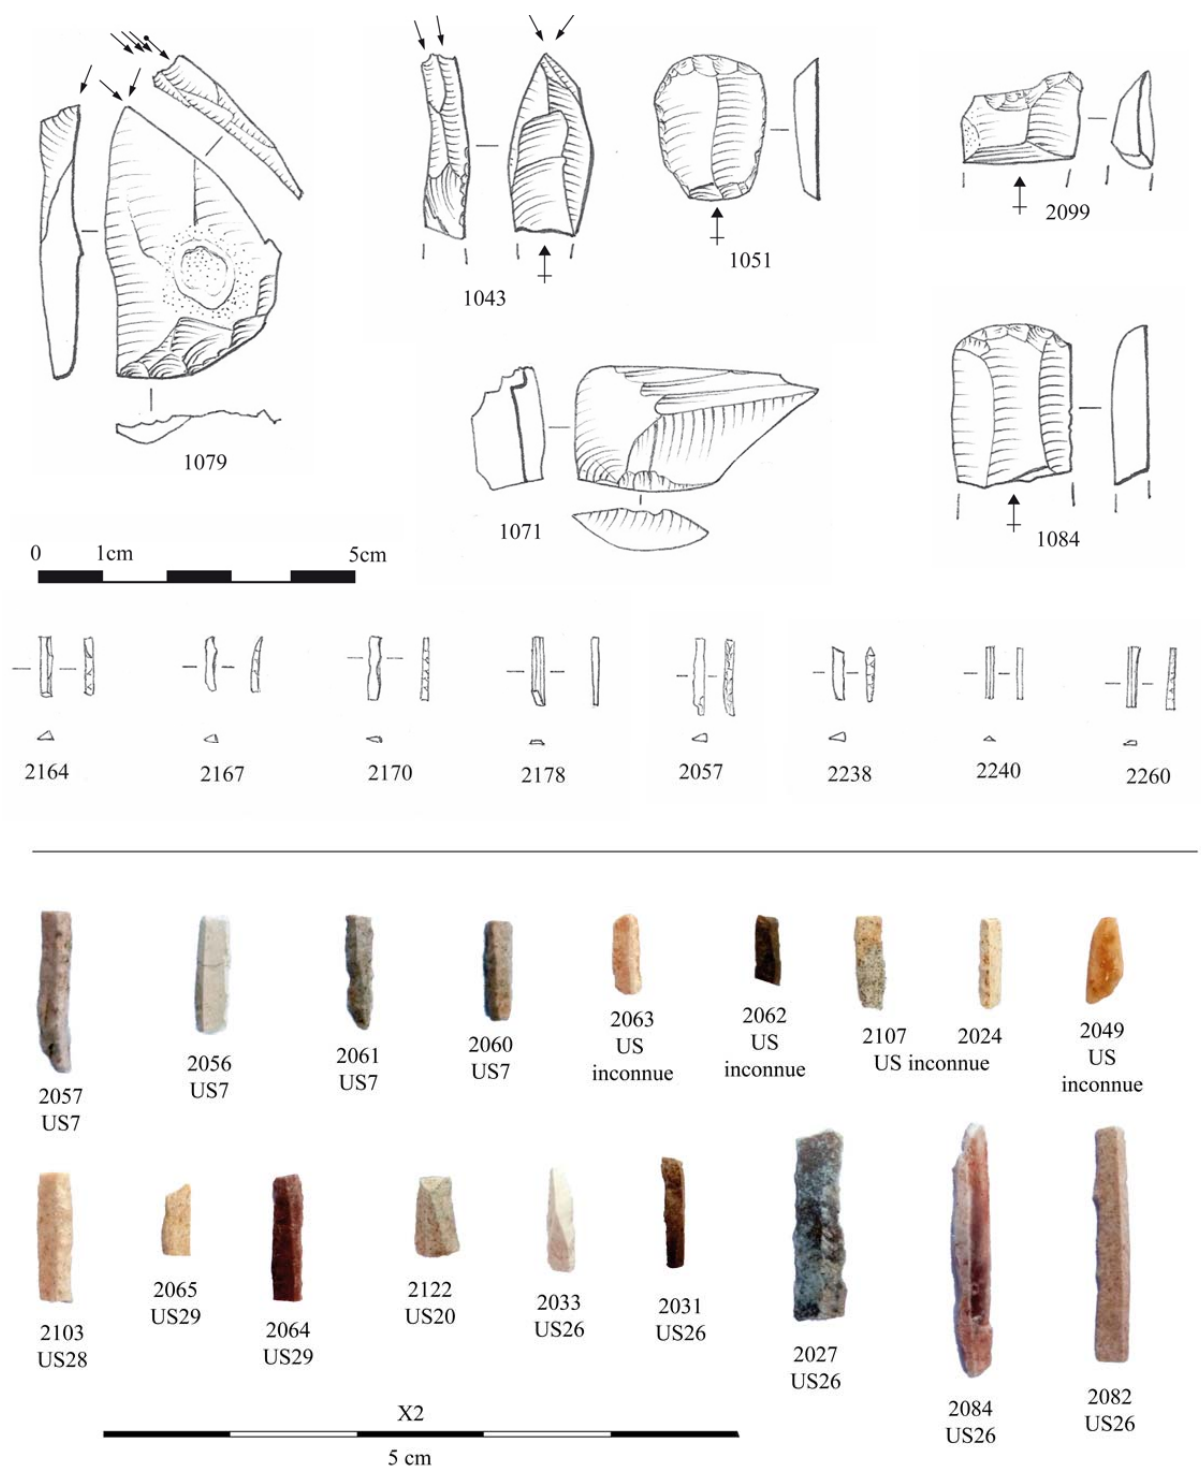 2099
1051
1043
1079
1071
1084
0 1cm 5cm
2164 2167 2170 2178 2057 2238 2240 2260
2057
US7
2056
US7
2061
US7
2060
US7
2063
US
inconnue
2062
US
inconnue
2107 2024
US inconnue
2049
US
inconnue
2103
US28
2065
US29
2064
US29
2122
US20
2033
US26
2031
US26
2027
US26
2084
US26
2082
US26
X2
5 cm